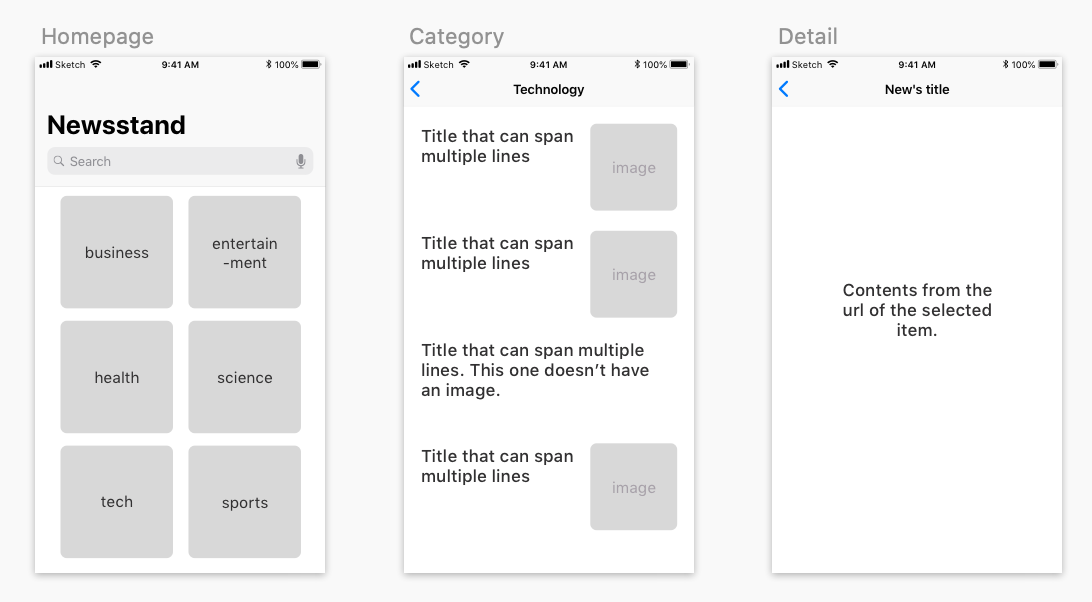 Homepage
Sketch 9:41 AM 100%
Newsstand
Search
business
entertain
-ment
health
science
tech
sports
Category
Sketch 9:41 AM 100%
Technology
Title that can span
multiple lines
image
Title that can span
multiple lines
image
Title that can span multiple
lines. This one doesn’t have
an image.
Title that can span
multiple lines
image
Detail
Sketch 9:41 AM 100%
New's title
Contents from the
url of the selected
item.